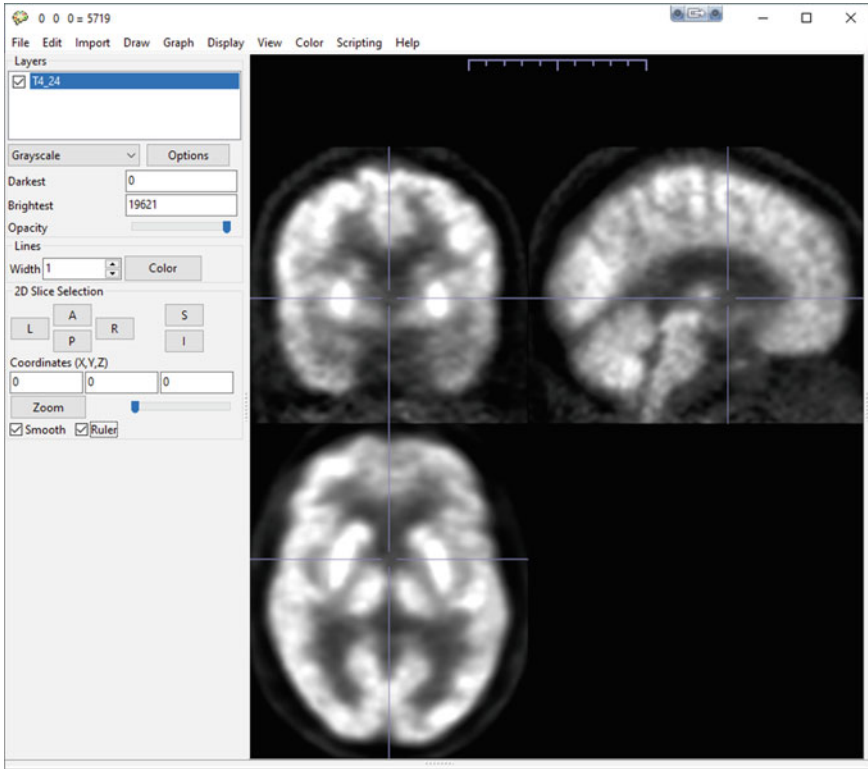 0 0 0 = 5719
File Edit Import Draw Graph Display View Color Scripting Help
Layers
T4_24
Grayscale Options
Darkest 0
Brightest 19621
Opacity
Lines
Width 1 Color
2D Slice Selection
A S
L R
P I
Coordinates (X,Y,Z)
0 0 0
Zoom
Smooth Ruler